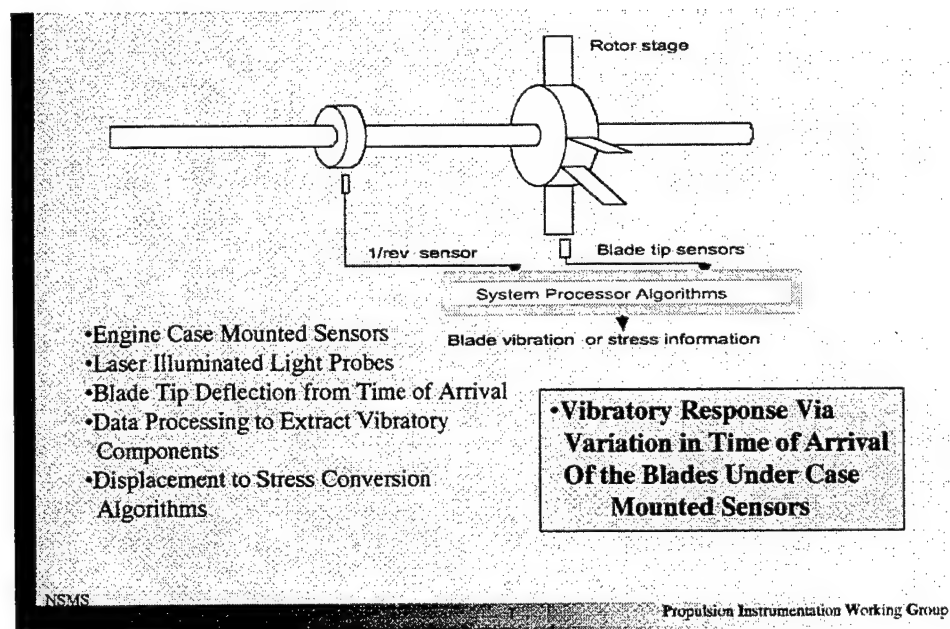 Rotor stage
1/rev sensor
Blade tip sensors
System Processor Algorithms
Blade vibration or stress information
•Engine Case Mounted Sensors
•Laser Illuminated Light Probes
•Blade Tip Deflection from Time of Arrival
•Data Processing to Extract Vibratory
Components
•Displacement to Stress Conversion
Algorithms
•Vibratory Response Via
Variation in Time of Arrival
Of the Blades Under Case
Mounted Sensors
NSMS
Propulsion Instrumentation Working Group